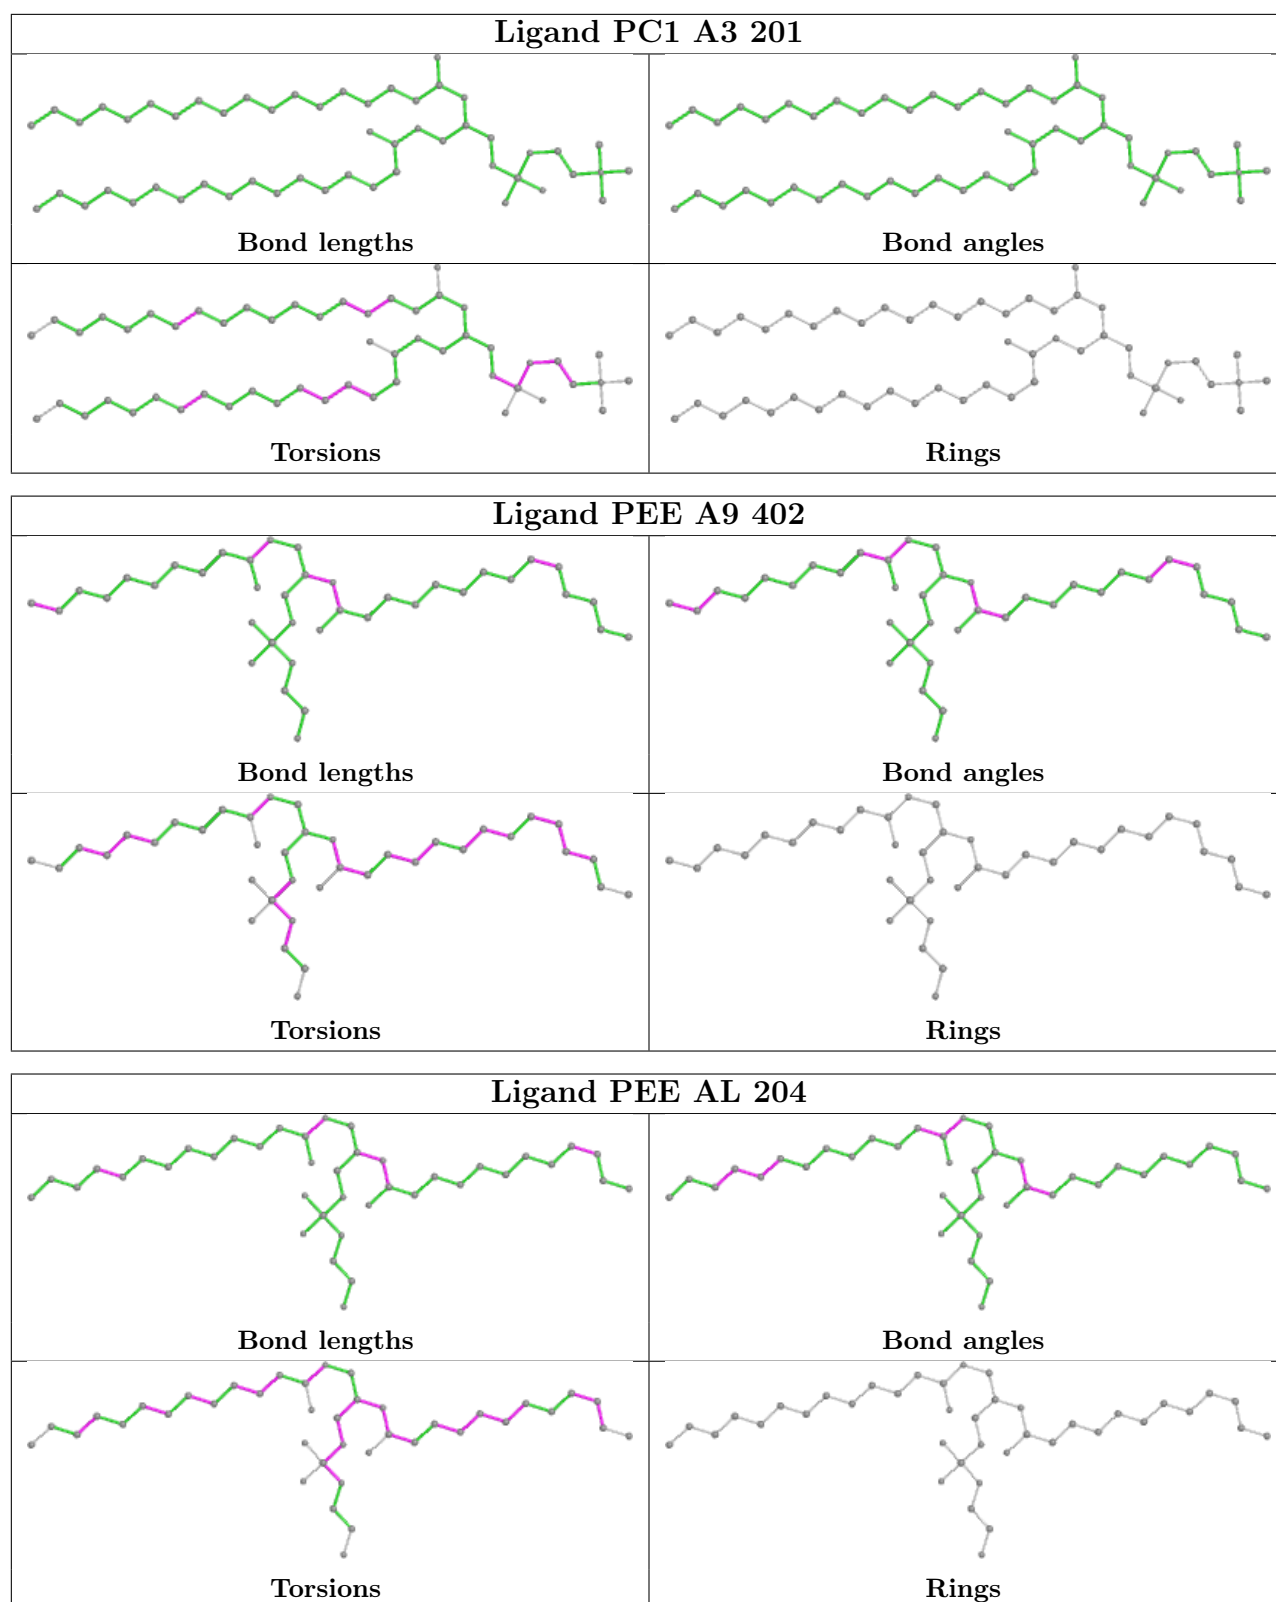 Ligand PC1 A3 201
Bond lengths
Bond angles
Torsions
Rings
Ligand PEE A9 402
Bond lengths
Bond angles
Torsions
Rings
Ligand PEE AL 204
Bond lengths
Bond angles
Torsions
Rings